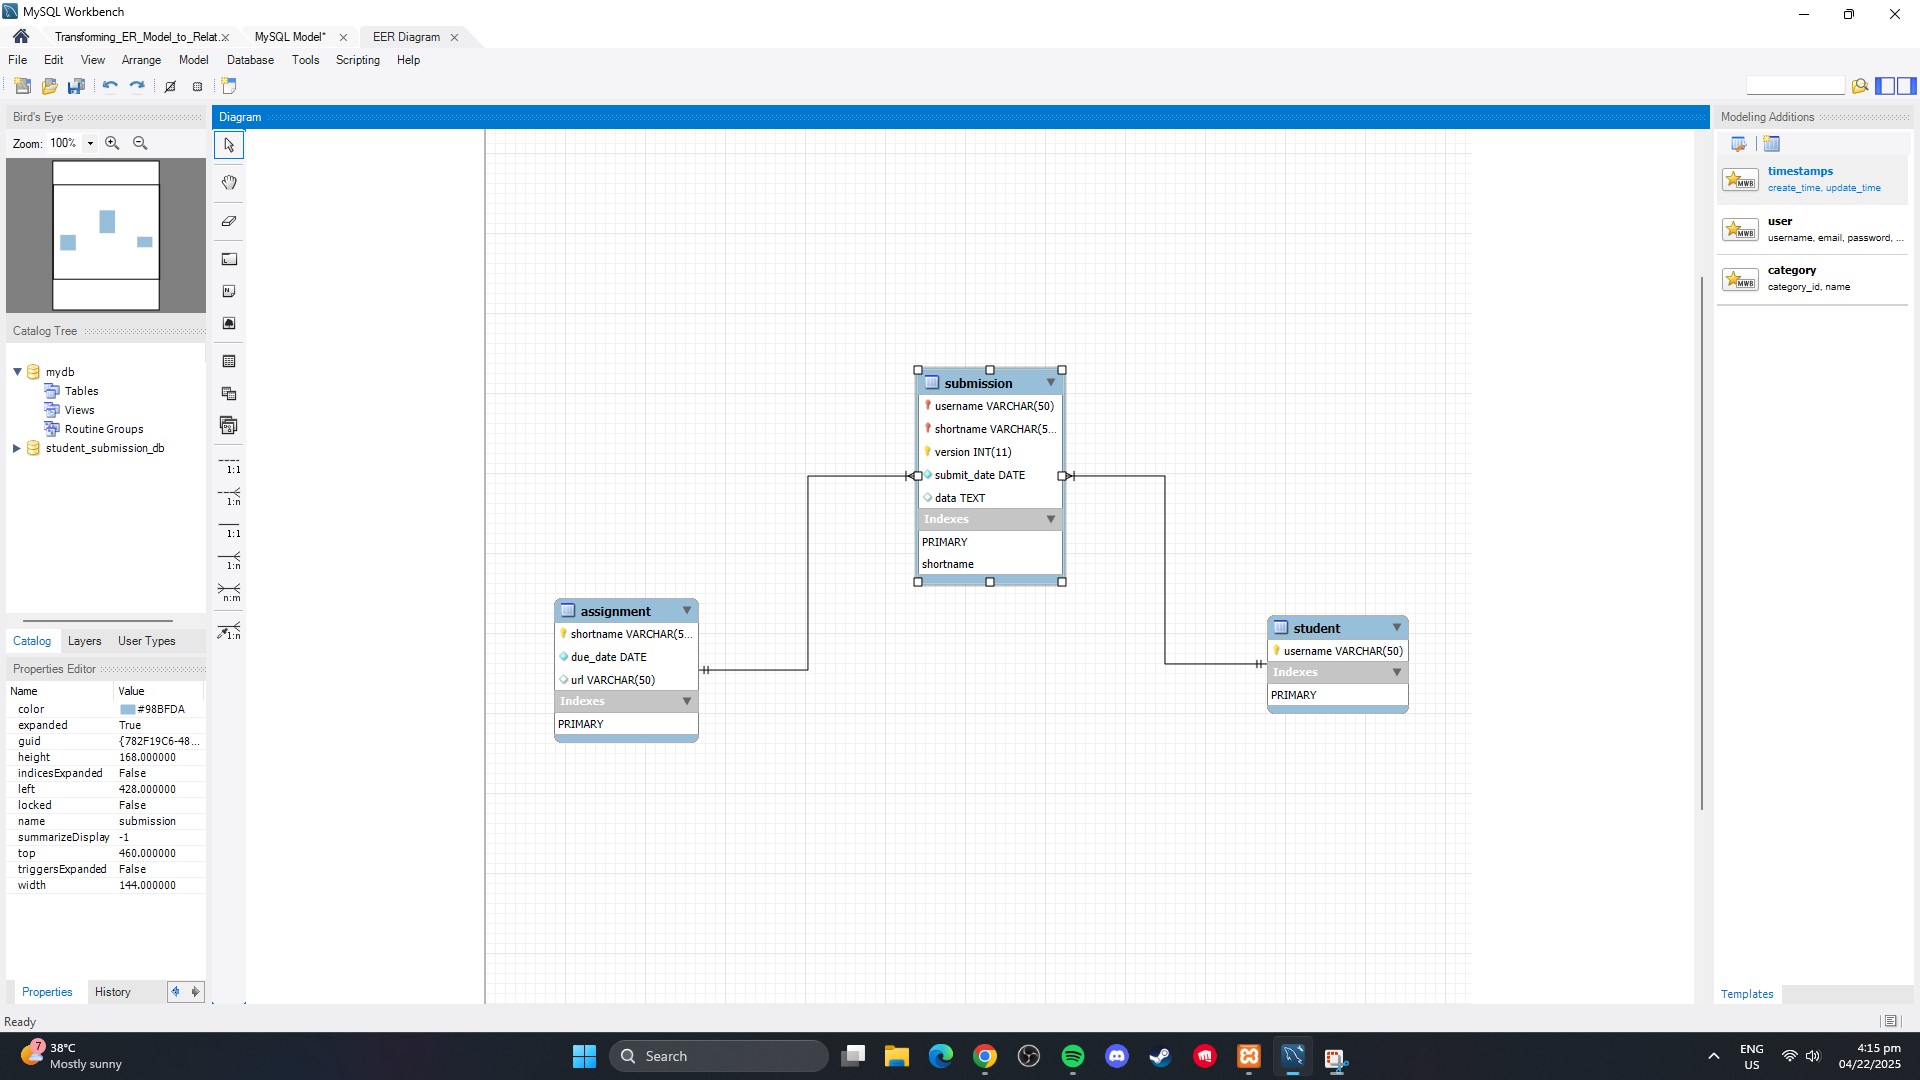 MySQL Workbench
Transforming_ER_Model_to_Relat.
MySQL Model*
EER Diagram
File Edit View Arrange Model Database Tools Scripting Help
Bird's Eye
Diagram
Modeling Additions
Zoom: 100%
timestamps
create_time, update_time
user
username, email, password, ...
category
category_id, name
Catalog Tree
mydb
Tables
Views
Routine Groups
student_submission_db
1:1
1:n
1:1
1:n
n:m
1:n
submission
username VARCHAR(50)
shortname VARCHAR(5...
version INT(11)
submit_date DATE
data TEXT
Indexes
PRIMARY
shortname
assignment
shortname VARCHAR(5...
due_date DATE
url VARCHAR(50)
Indexes
PRIMARY
student
username VARCHAR(50)
Indexes
PRIMARY
Catalog Layers User Types
Properties Editor
Name Value
color #98BFDA
expanded True
guid {782F19C6-48...
height 168.000000
indicesExpanded False
left 428.000000
locked False
name submission
summarizeDisplay -1
top 460.000000
triggersExpanded False
width 144.000000
Properties History
Templates
Ready
7
38°C
Mostly sunny
Search
ENG
US
4:15 pm
04/22/2025